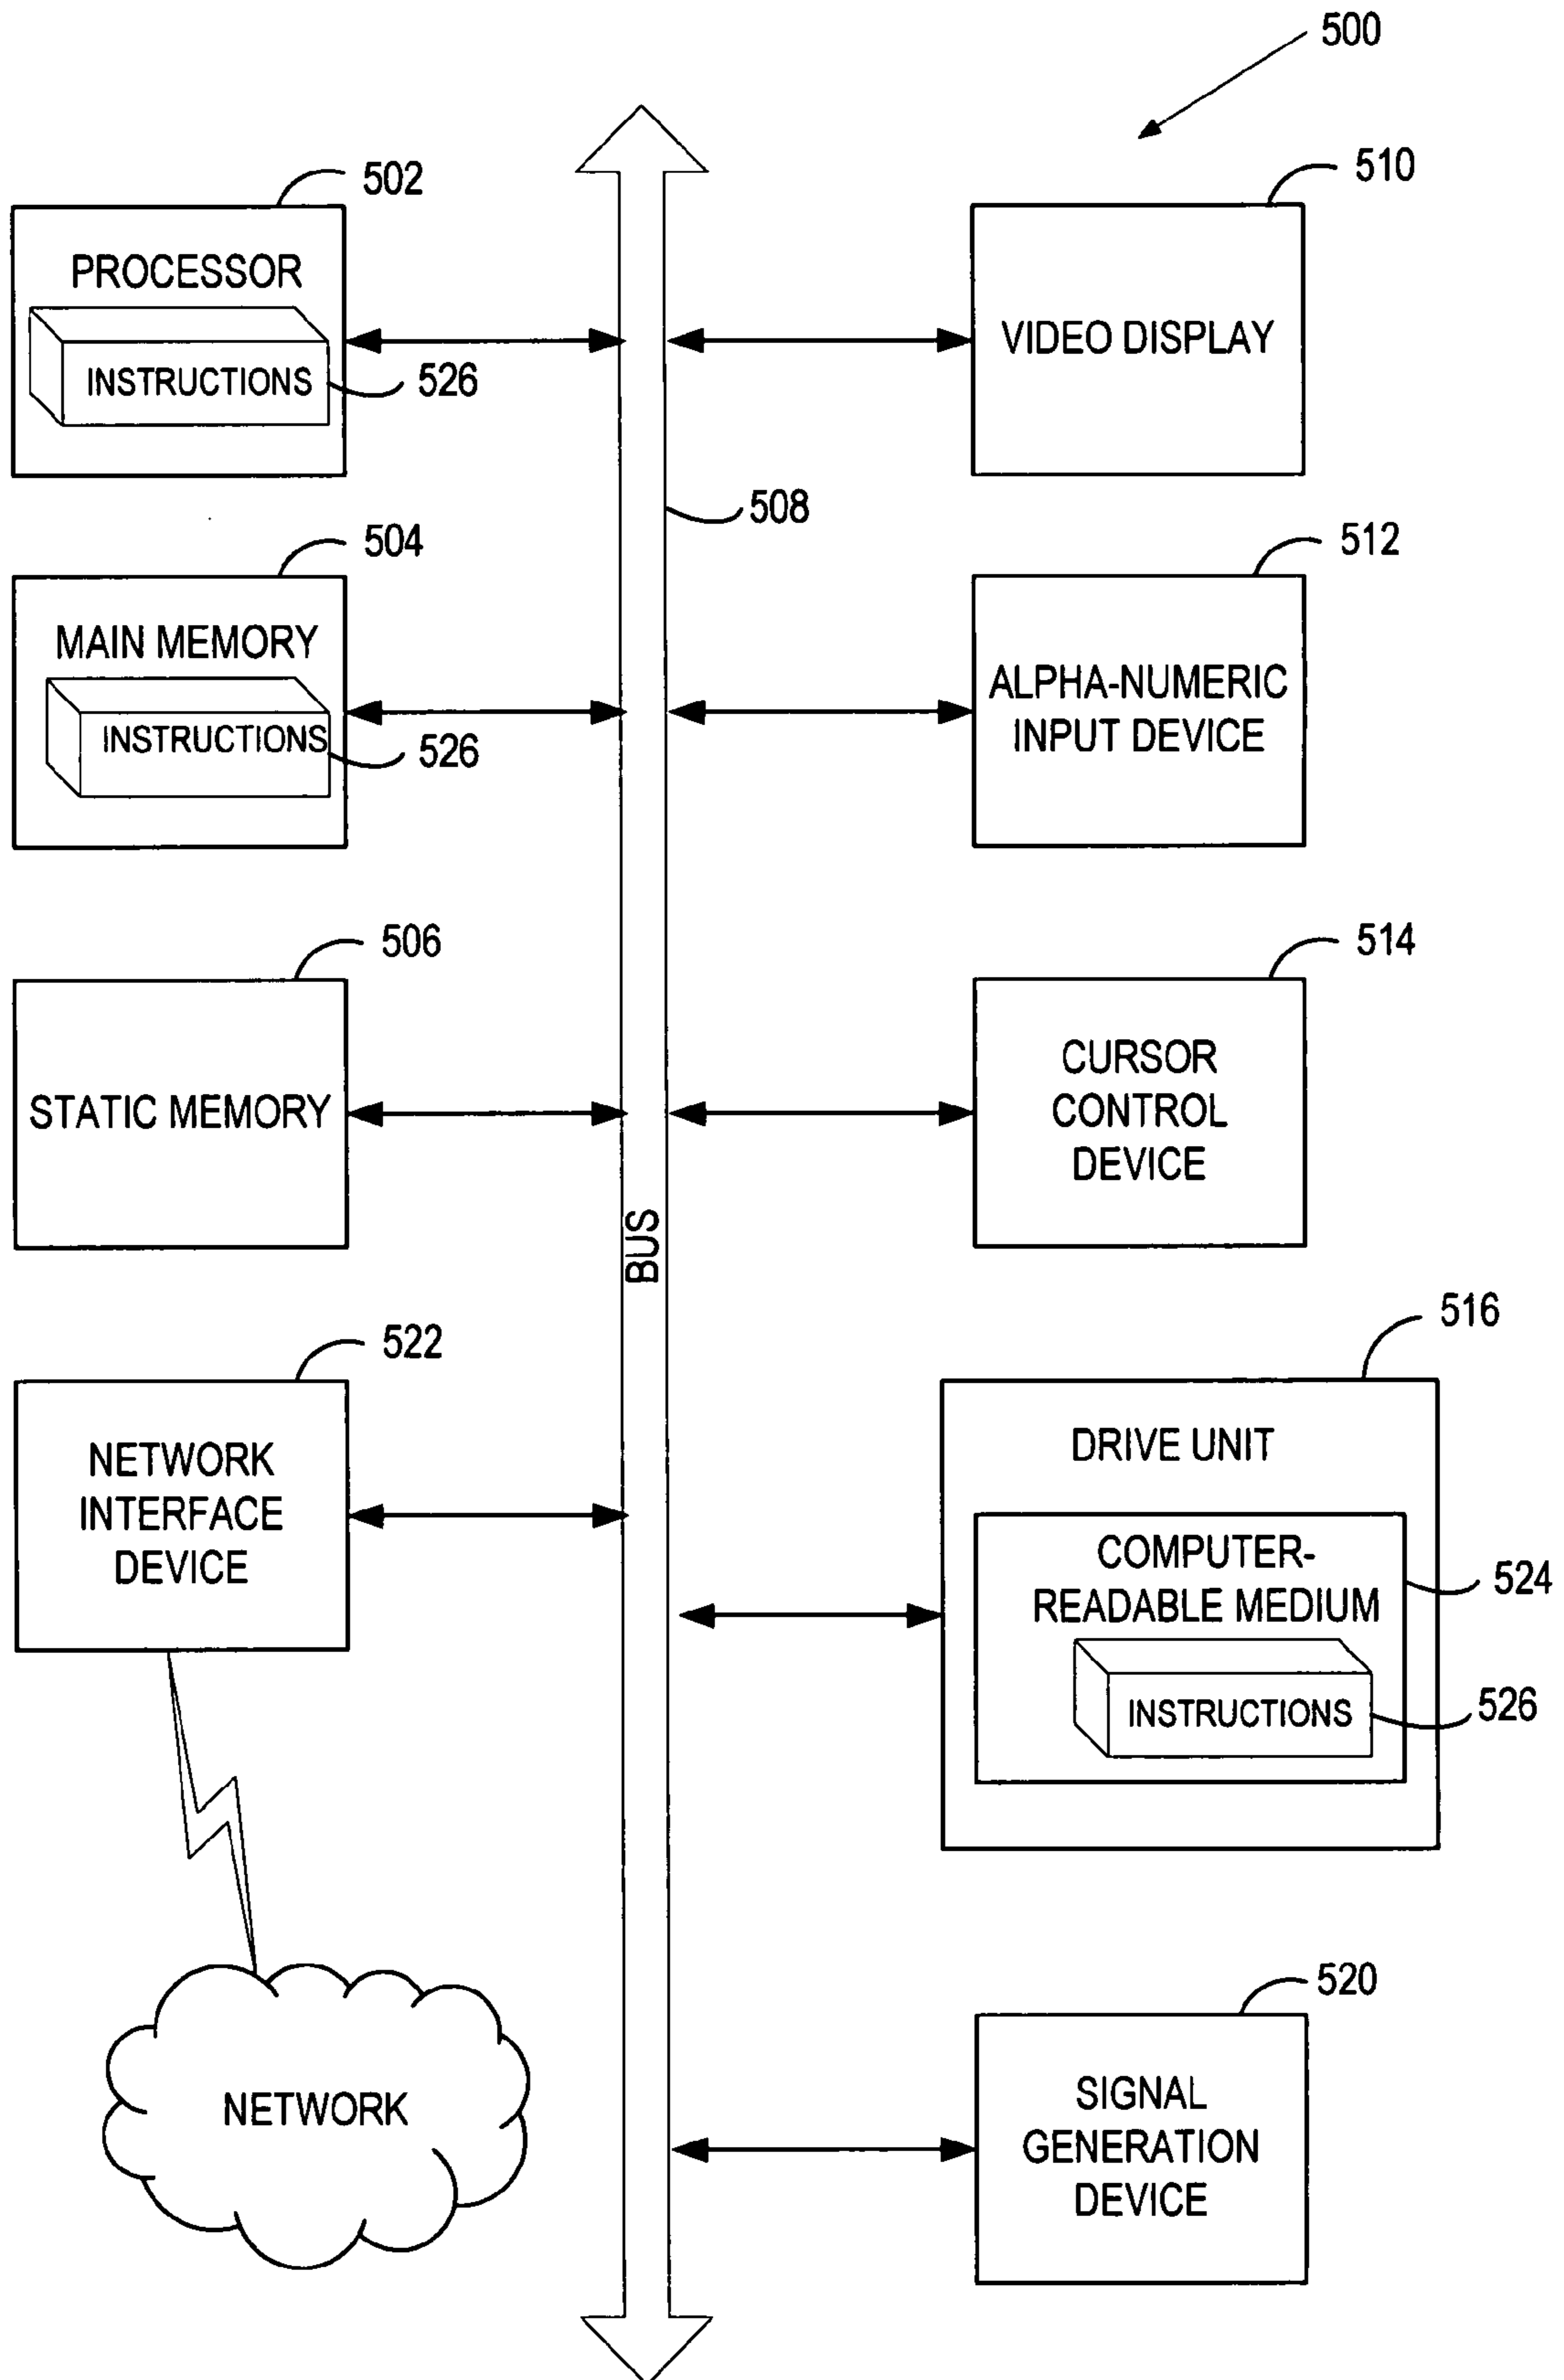 500
502
PROCESSOR
INSTRUCTIONS
526
510
VIDEO DISPLAY
508
504
MAIN MEMORY
INSTRUCTIONS
526
512
ALPHA-NUMERIC
INPUT DEVICE
506
STATIC MEMORY
514
CURSOR
CONTROL
DEVICE
BUS
522
NETWORK
INTERFACE
DEVICE
516
DRIVE UNIT
COMPUTER-
READABLE MEDIUM
524
INSTRUCTIONS
526
NETWORK
520
SIGNAL
GENERATION
DEVICE